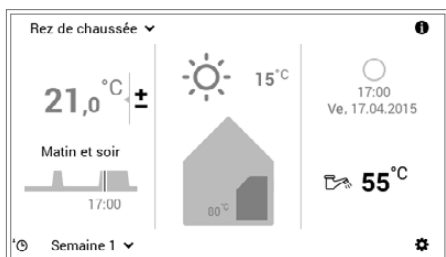 Rez de chaussée
21,0 °C ±
Matin et soir
17:00
15°C
80°C
17:00
Ve, 17.04.2015
55°C
Semaine 1